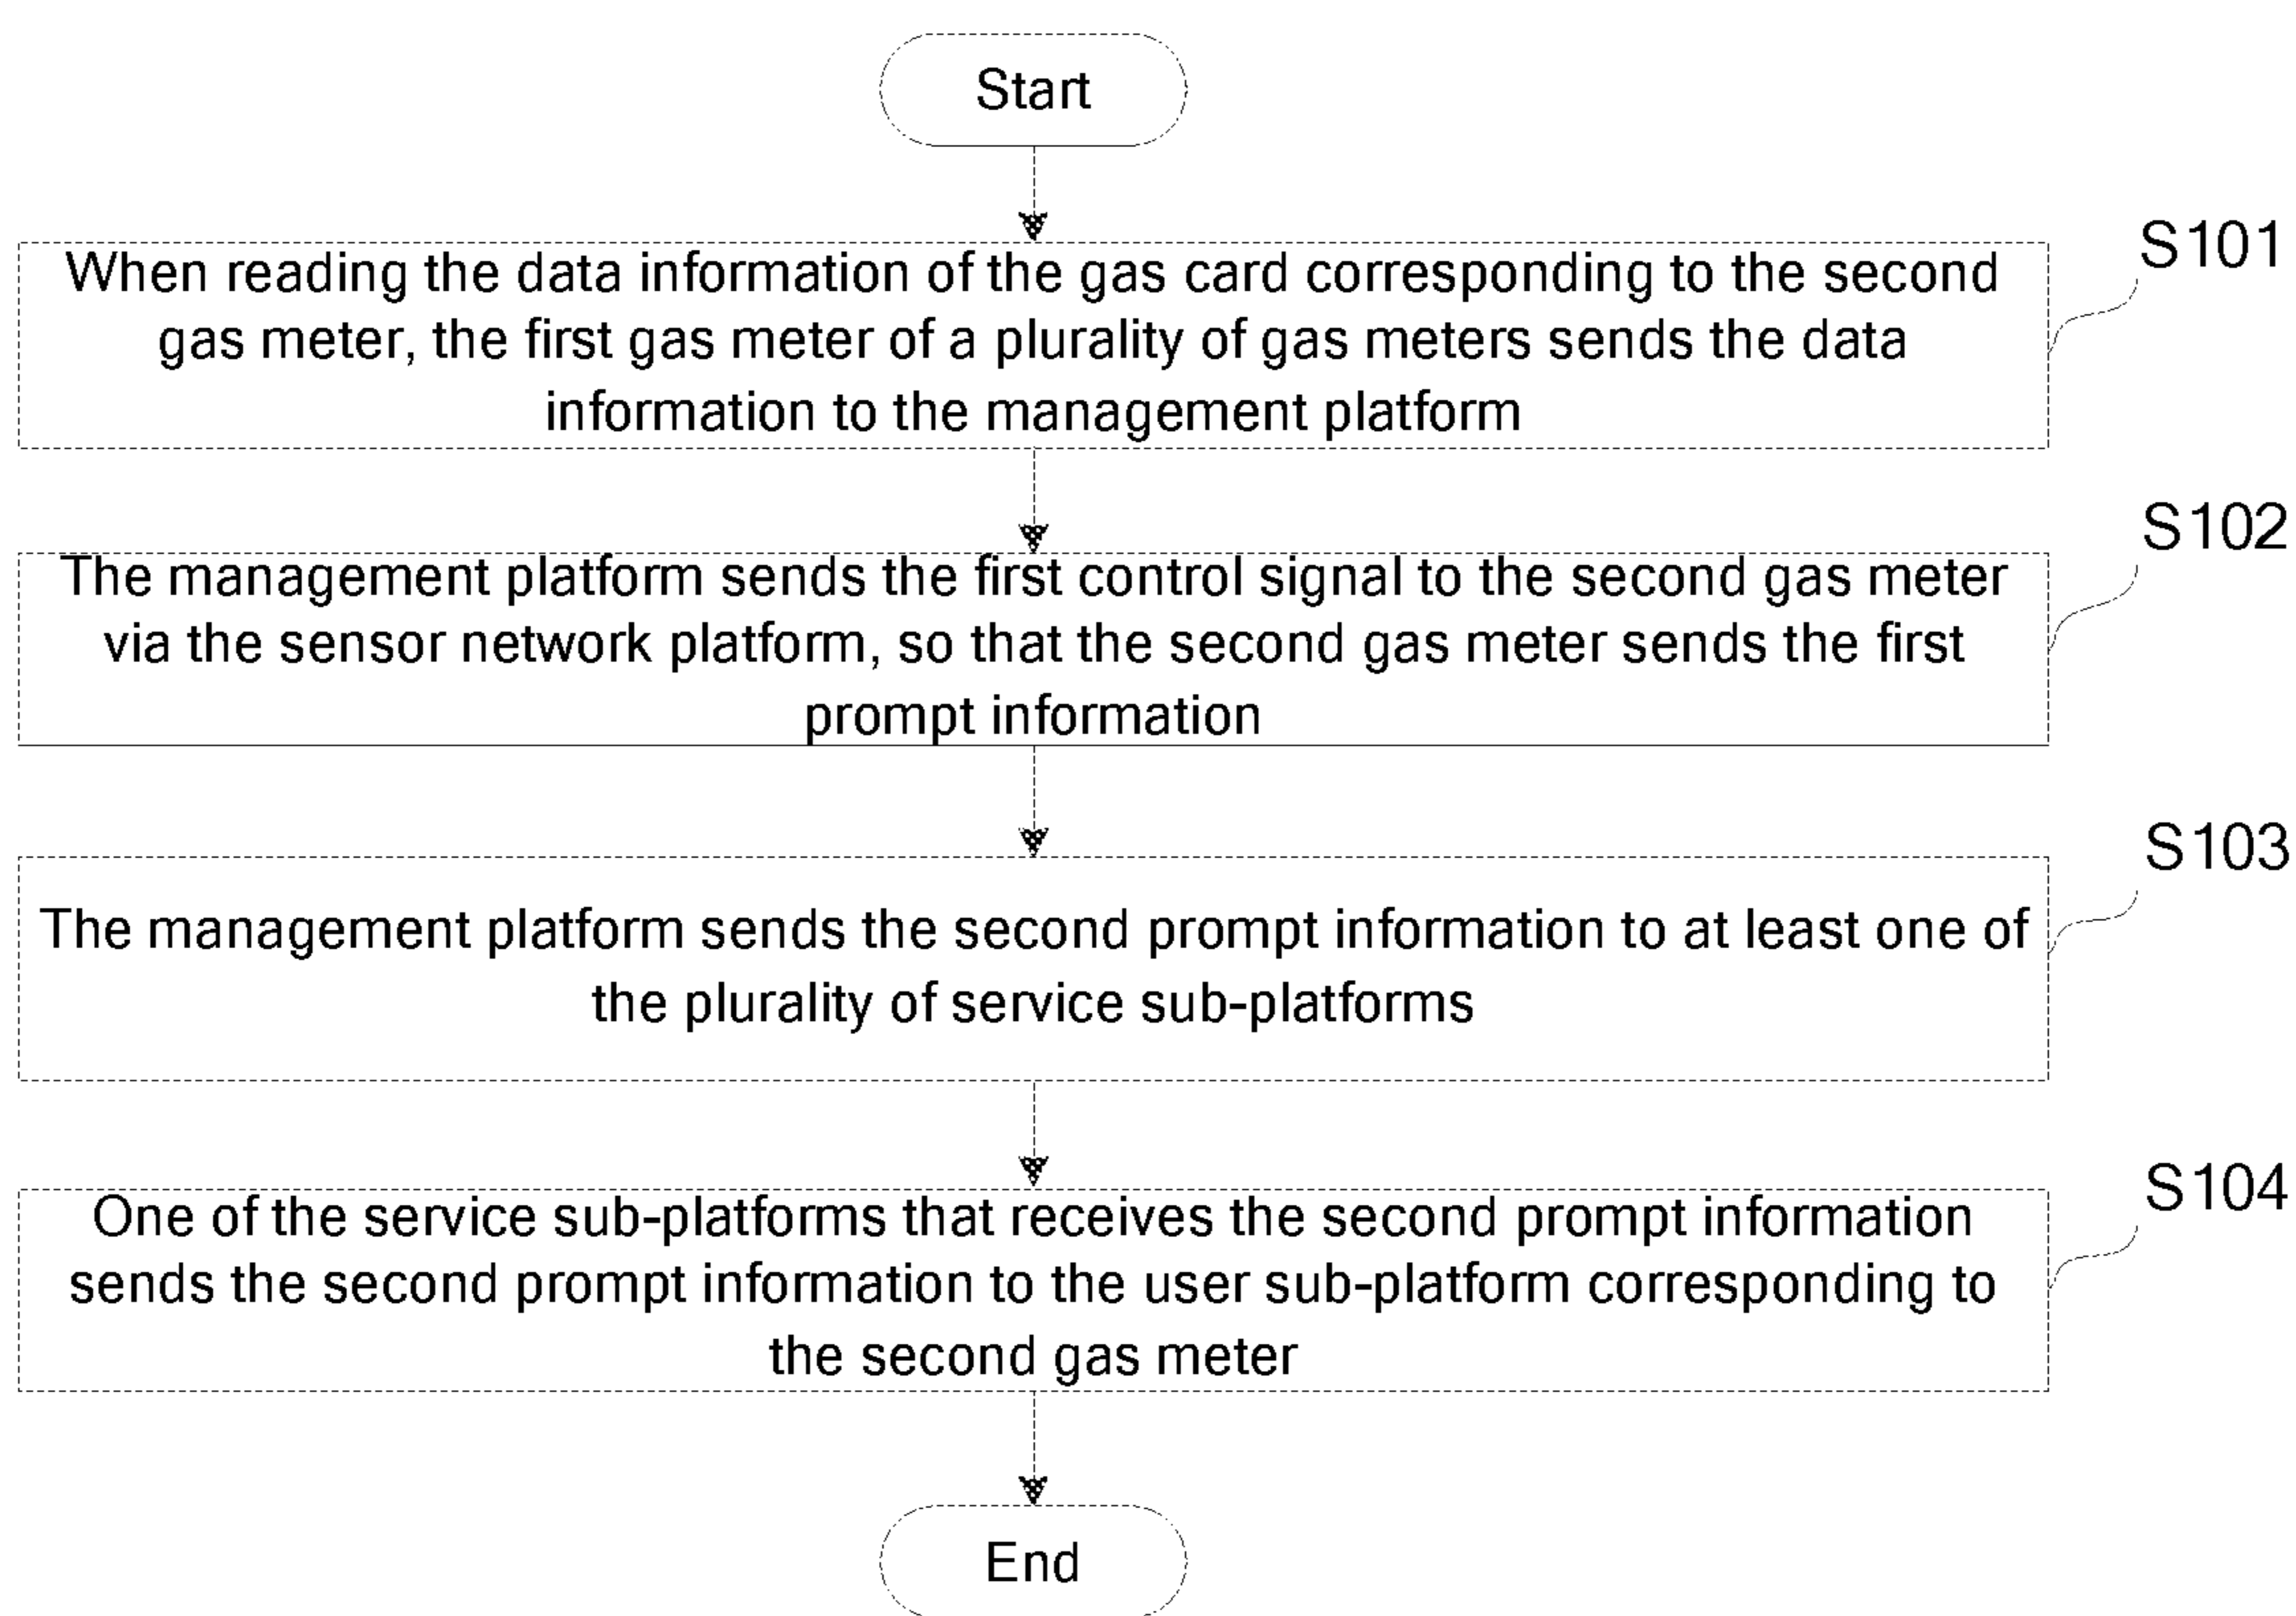 Start
S101
When reading the data information of the gas card corresponding to the second
gas meter, the first gas meter of a plurality of gas meters sends the data
information to the management platform
S102
The management platform sends the first control signal to the second gas meter
via the sensor network platform, so that the second gas meter sends the first
prompt information
S103
The management platform sends the second prompt information to at least one of
the plurality of service sub-platforms
S104
One of the service sub-platforms that receives the second prompt information
sends the second prompt information to the user sub-platform corresponding to
the second gas meter
End